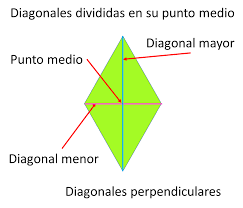 Diagonales divididas en su punto medio
Diagonal mayor
Punto medio
Diagonal menor
Diagonales perpendiculares